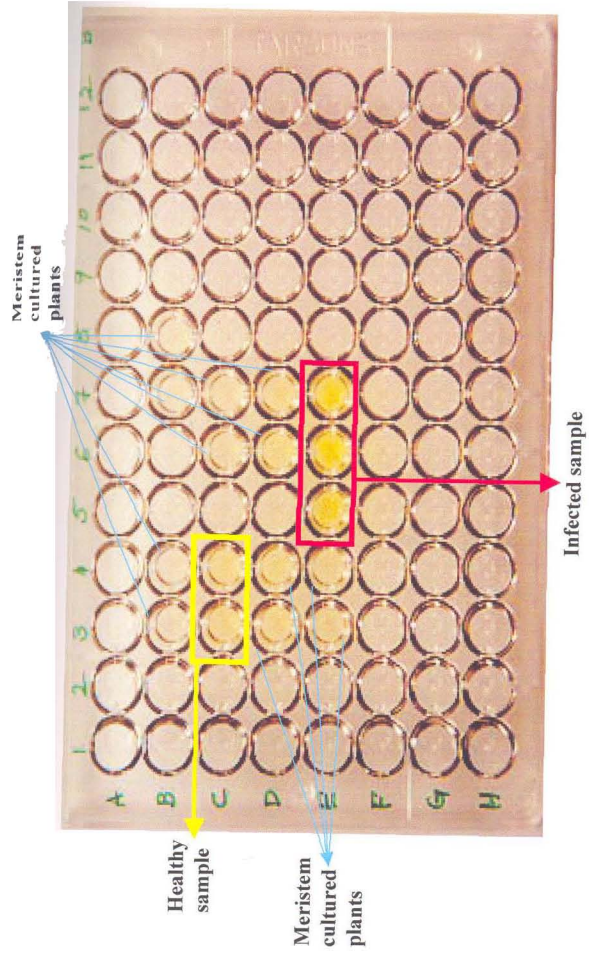 Meristem
cultured
plants
12
11
10
9
8
7
6
5
4
3
2
1
A
B
C
D
E
F
G
H
Healthy
sample
Meristem
cultured
plants
Infected sample